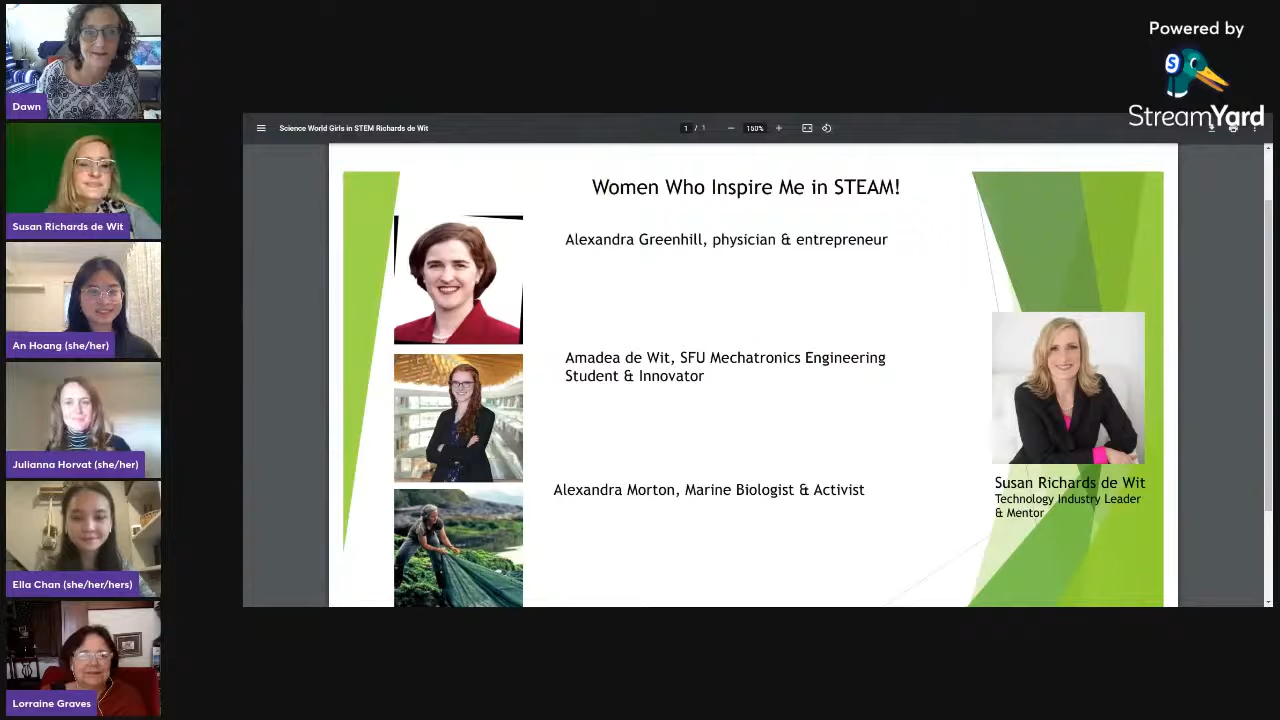 Powered by
StreamYard
Dawn
Susan Richards de Wit
An Hoang (she/her)
Julianna Horvat (she/her)
Ella Chan (she/her/hers)
Lorraine Graves
Science World Girls in STEM Richards de Wit
1 / 1
160%
Women Who Inspire Me in STEAM!
Alexandra Greenhill, physician & entrepreneur
Amadea de Wit, SFU Mechatronics Engineering
Student & Innovator
Alexandra Morton, Marine Biologist & Activist
Susan Richards de Wit
Technology Industry Leader
& Mentor